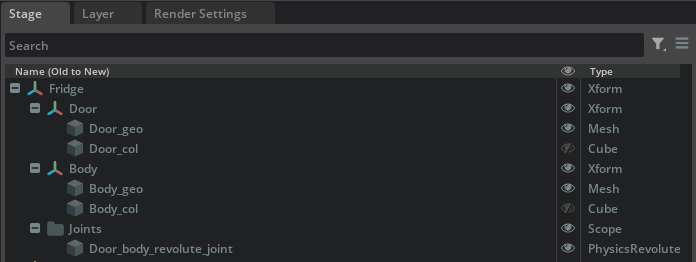 Stage Layer Render Settings
Search
Name (Old to New) Type
Fridge Xform
Door Xform
Door_geo Mesh
Door_col Cube
Body Xform
Body_geo Mesh
Body_col Cube
Joints Scope
Door_body_revolute_joint PhysicsRevolute